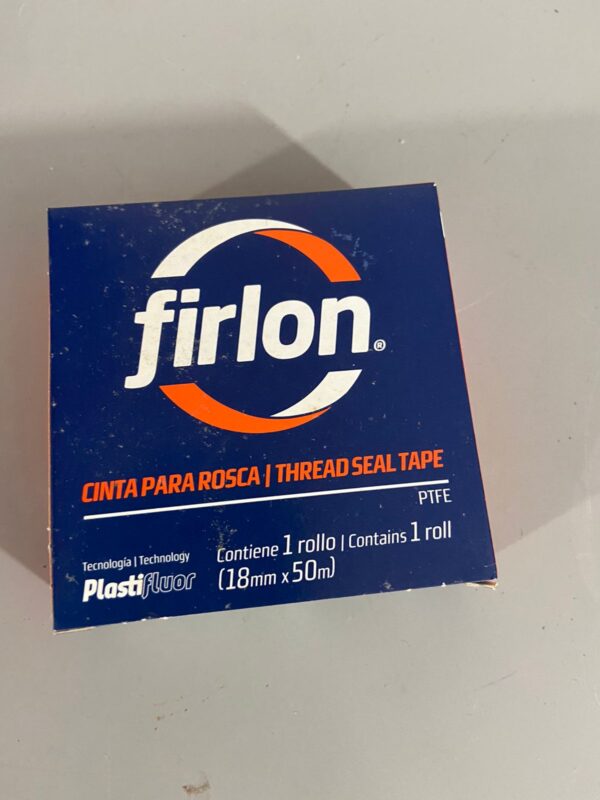 firlon®
CINTA PARA ROSCA | THREAD SEAL TAPE
PTFE
Tecnología | Technology
Plastifluor
Contiene 1 rollo | Contains 1 roll
(18mm x 50m)